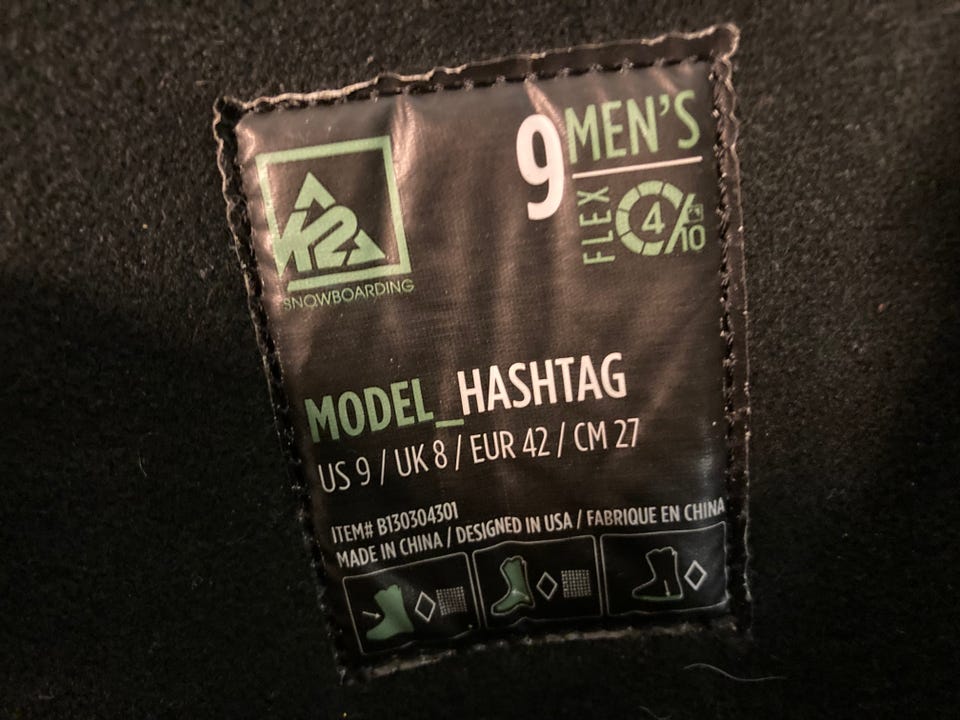 K2
SNOWBOARDING
9 MEN'S
FLEX 4/10
MODEL_HASHTAG
US 9 / UK 8 / EUR 42 / CM 27
ITEM# B130304301
MADE IN CHINA / DESIGNED IN USA / FABRIQUE EN CHINA